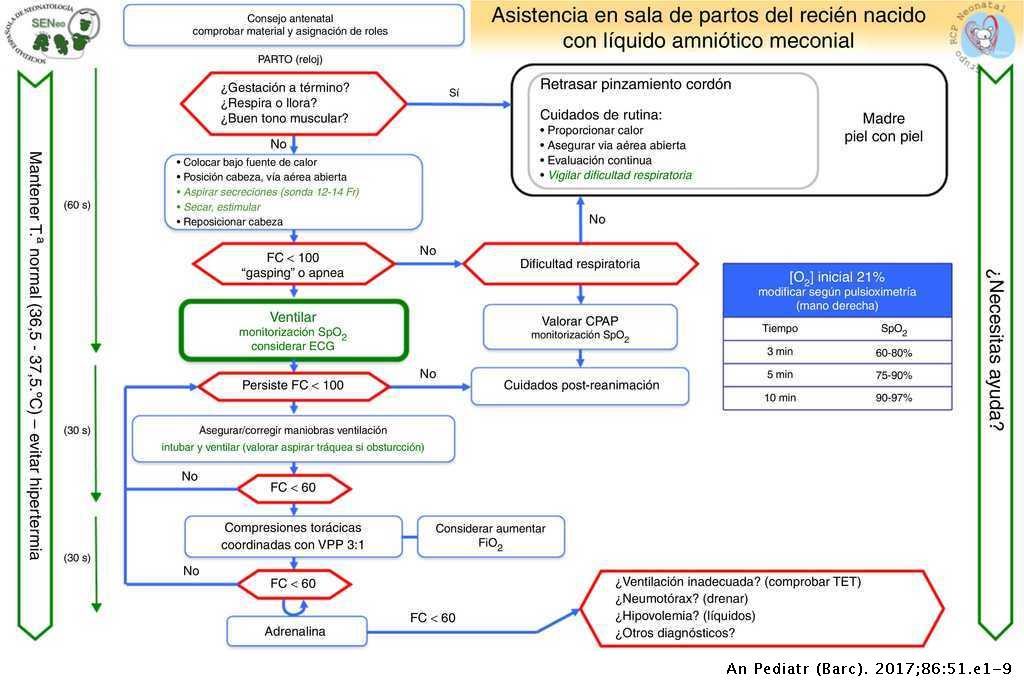 SOCIEDAD ESPAÑOLA DE NEONATOLOGÍA
SENeo
Consejo antenatal
comprobar material y asignación de roles
Asistencia en sala de partos del recién nacido
con líquido amniótico meconial
RCP Neonatal
Grupo
PARTO (reloj)
¿Gestación a término?
¿Respira o llora?
¿Buen tono muscular?
Sí
No
Retrasar pinzamiento cordón
Cuidados de rutina:
• Proporcionar calor
• Asegurar via aérea abierta
• Evaluación continua
• Vigilar dificultad respiratoria
Madre
piel con piel
• Colocar bajo fuente de calor
• Posición cabeza, vía aérea abierta
• Aspirar secreciones (sonda 12-14 Fr)
• Secar, estimular
• Reposicionar cabeza
(60 s)
No
FC < 100
“gasping” o apnea
No
Dificultad respiratoria
Ventilar
monitorización SpO2
considerar ECG
Valorar CPAP
monitorización SpO2
[O2] inicial 21%
modificar según pulsioximetría
(mano derecha)
Tiempo SpO2
3 min 60-80%
5 min 75-90%
10 min 90-97%
Persiste FC < 100
No
Cuidados post-reanimación
(30 s)
Asegurar/corregir maniobras ventilación
intubar y ventilar (valorar aspirar tráquea si obsturcción)
No
FC < 60
Compresiones torácicas
coordinadas con VPP 3:1
Considerar aumentar
FiO2
(30 s)
No
FC < 60
Adrenalina
FC < 60
¿Ventilación inadecuada? (comprobar TET)
¿Neumotórax? (drenar)
¿Hipovolemia? (líquidos)
¿Otros diagnósticos?
Mantener T.ª normal (36,5 - 37,5.ºC) – evitar hipertermia
¿Necesitas ayuda?
An Pediatr (Barc). 2017;86:51.e1-9